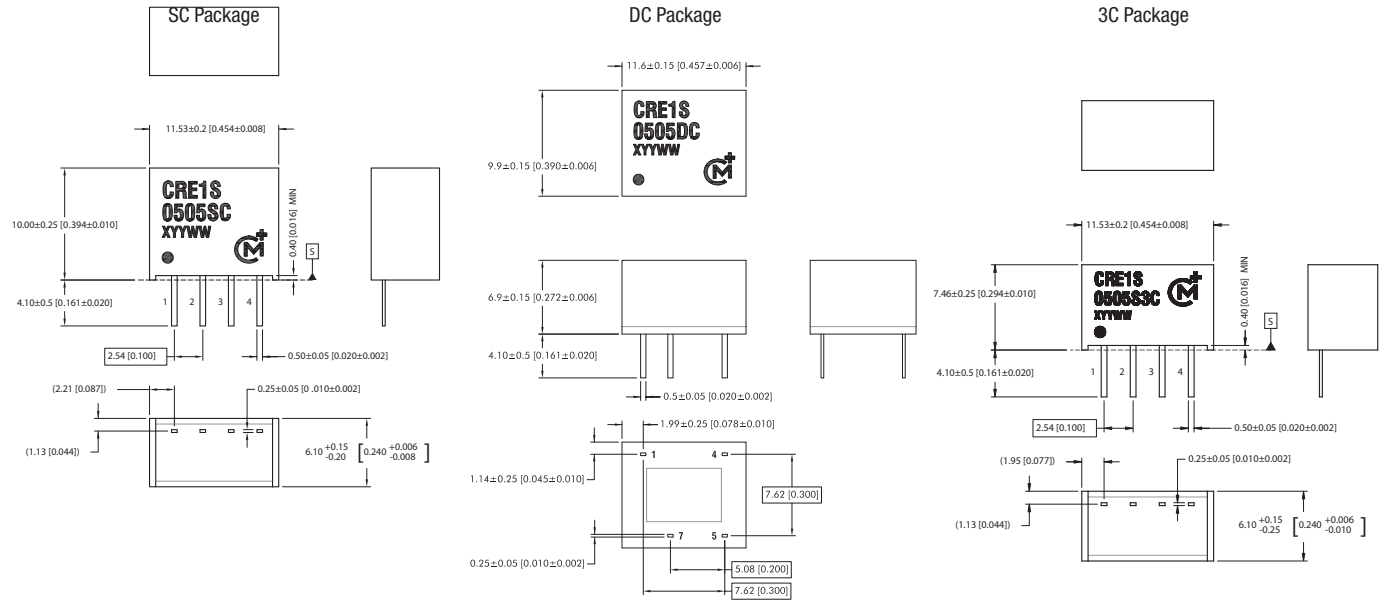 SC Package
11.53±0.2 [0.454±0.008]
CRE1S
0505SC
XYYWW
CM+
10.00±0.25 [0.394±0.010]
0.40 [0.016] MIN
S
4.10±0.5 [0.161±0.020]
1 2 3 4
2.54 [0.100]
0.50±0.05 [0.020±0.002]
(2.21 [0.087])
0.25±0.05 [0 .010±0.002]
(1.13 [0.044])
6.10 +0.15 -0.20 [0.240 +0.006 -0.008]
DC Package
11.6±0.15 [0.457±0.006]
CRE1S
0505DC
XYYWW
CM+
9.9±0.15 [0.390±0.006]
6.9±0.15 [0.272±0.006]
4.10±0.5 [0.161±0.020]
0.5±0.05 [0.020±0.002]
1.99±0.25 [0.078±0.010]
1 4
1.14±0.25 [0.045±0.010]
7.62 [0.300]
7 5
0.25±0.05 [0.010±0.002]
5.08 [0.200]
7.62 [0.300]
3C Package
11.53±0.2 [0.454±0.008]
CRE1S
0505S3C
XYYWW
CM+
7.46±0.25 [0.294±0.010]
0.40 [0.016] MIN
S
4.10±0.5 [0.161±0.020]
1 2 3 4
2.54 [0.100]
0.50±0.05 [0.020±0.002]
(1.95 [0.077])
0.25±0.05 [0.010±0.002]
(1.13 [0.044])
6.10 +0.15 -0.25 [0.240 +0.006 -0.010]